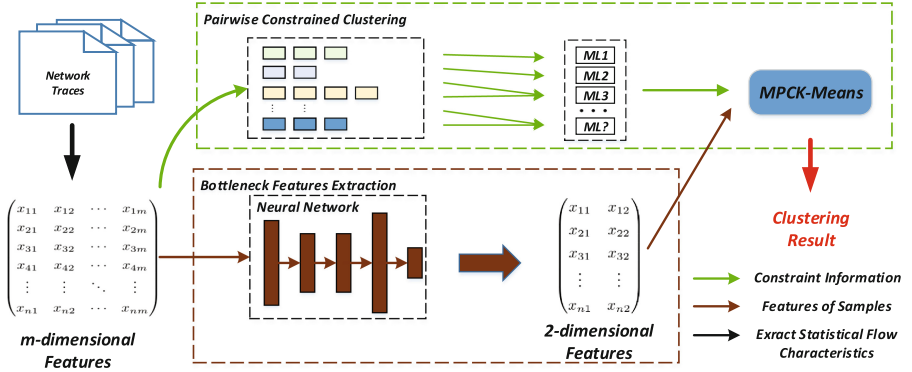 Pairwise Constrained Clustering
Network
Traces
ML1
ML2
ML3
• • •
ML?
MPCK-Means
⋮ ⋮
Bottleneck Features Extraction
Neural Network
x11 x12 ⋯ x1m
x21 x22 ⋯ x2m
x31 x32 ⋯ x3m
x41 x42 ⋯ x4m
⋮ ⋮ ⋱ ⋮
xn1 xn2 ⋯ xnm
m-dimensional
Features
x11 x12
x21 x22
x31 x32
⋮ ⋮
xn1 xn2
2-dimensional
Features
Clustering
Result
Constraint Information
Features of Samples
Exract Statistical Flow
Characteristics